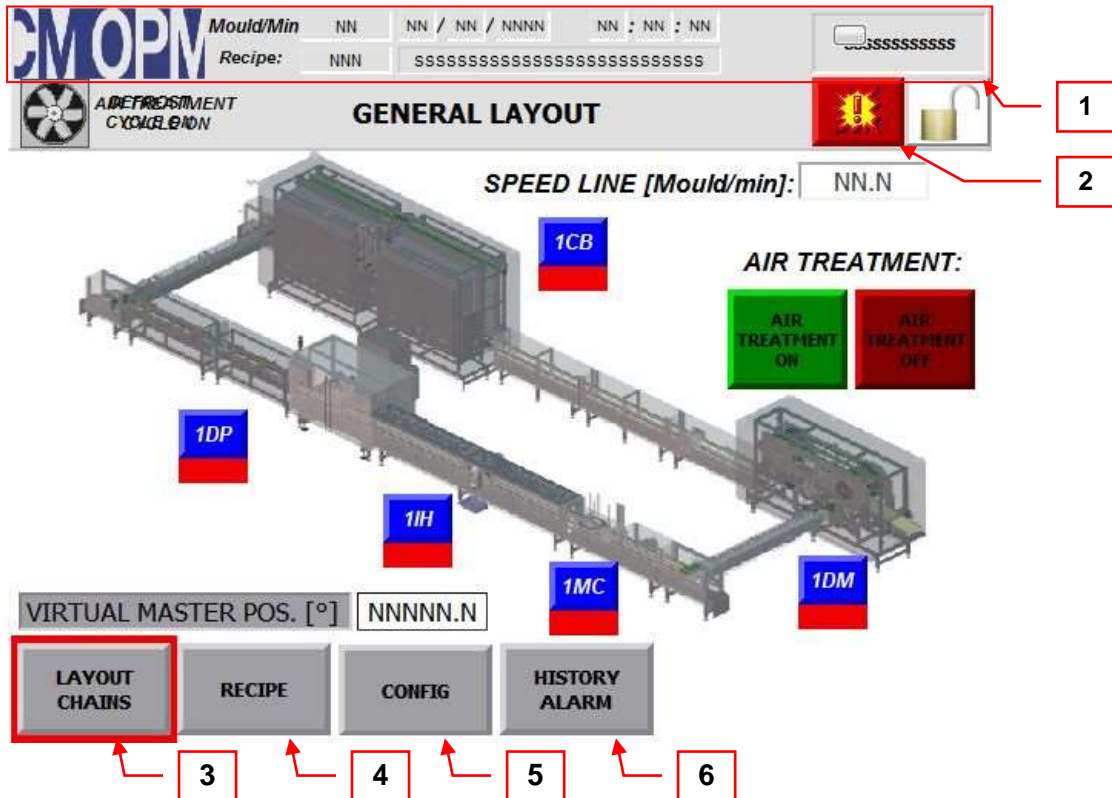 CMOPM
Mould/Min NN NN / NN / NNNN NN : NN : NN
Recipe: NNN SSSSSSSSSSSSSSSSSSSSSSSSSSS
1
GENERAL LAYOUT
2
SPEED LINE [Mould/min]: NN.N
1CB
AIR TREATMENT:
AIR
TREATMENT
ON
AIR
TREATMENT
OFF
1DP
1IH
1MC
1DM
VIRTUAL MASTER POS. [°] NNNNN.N
LAYOUT
CHAINS
RECIPE
CONFIG
HISTORY
ALARM
3
4
5
6